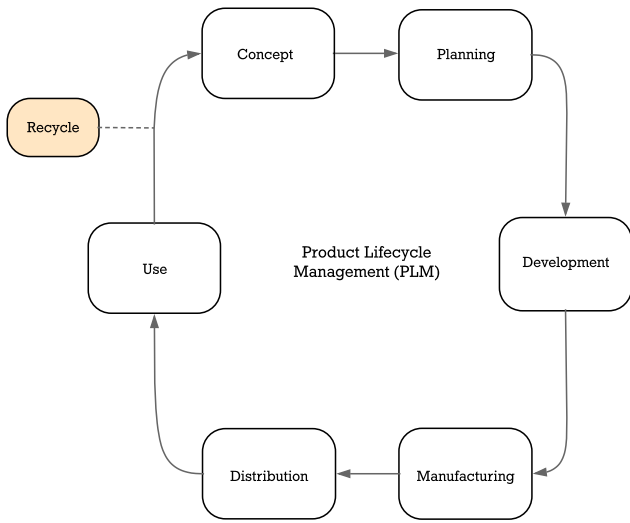 Concept
Planning
Recycle
Development
Product Lifecycle
Management (PLM)
Use
Manufacturing
Distribution